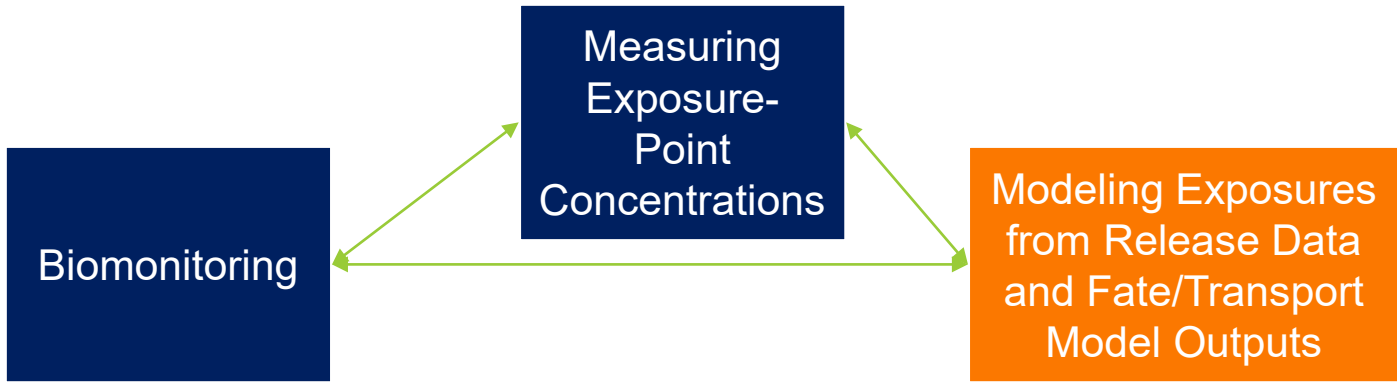 Measuring
Exposure-
Point
Concentrations
Biomonitoring
Modeling Exposures
from Release Data
and Fate/Transport
Model Outputs